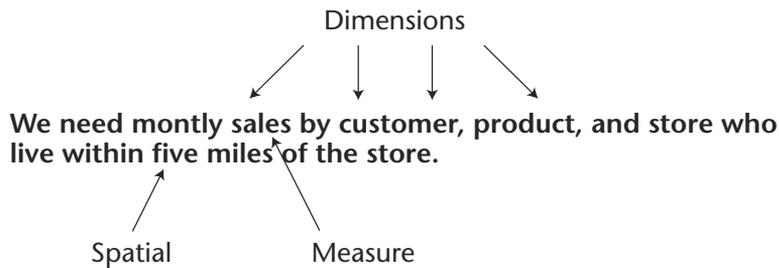 Dimensions
We need montly sales by customer, product, and store who
live within five miles of the store.
Spatial
Measure